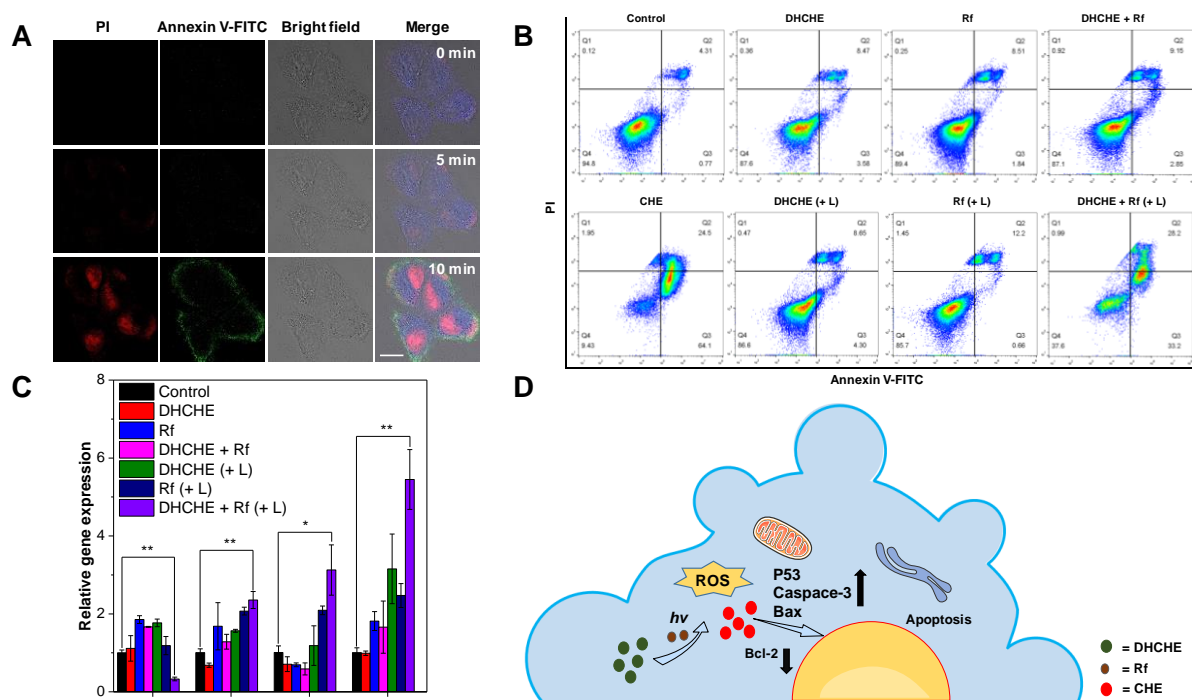 A
PI Annexin V-FITC Bright field Merge
0 min
5 min
10 min
B
Control DHCHE Rf DHCHE + Rf
Q1 Q2 Q1 Q2 Q1 Q2 Q1 Q2
0.12 4.31 0.36 8.47 0.25 8.51 0.92 9.15
Q4 Q3 Q4 Q3 Q4 Q3 Q4 Q3
94.8 0.77 87.6 3.58 89.4 1.84 87.1 2.85
PI
CHE DHCHE (+ L) Rf (+ L) DHCHE + Rf (+ L)
Q1 Q2 Q1 Q2 Q1 Q2 Q1 Q2
1.95 24.5 0.47 8.65 1.45 12.2 0.99 28.2
Q4 Q3 Q4 Q3 Q4 Q3 Q4 Q3
9.43 64.1 86.6 4.30 85.7 0.66 37.6 33.2
Annexin V-FITC
C
Relative gene expression
8
6
4
2
0
Control
DHCHE
Rf
DHCHE + Rf
DHCHE (+ L)
Rf (+ L)
DHCHE + Rf (+ L)
**
**
*
**
D
ROS
P53
Caspace-3
Bax
hv
Bcl-2
Apoptosis
= DHCHE
= Rf
= CHE